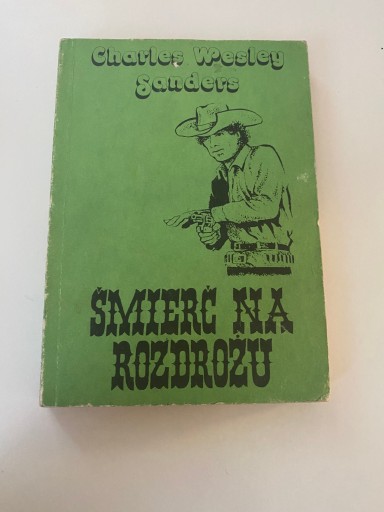 Charles Wesley
Sanders
ŚMIERĆ NA
ROZDROŻU